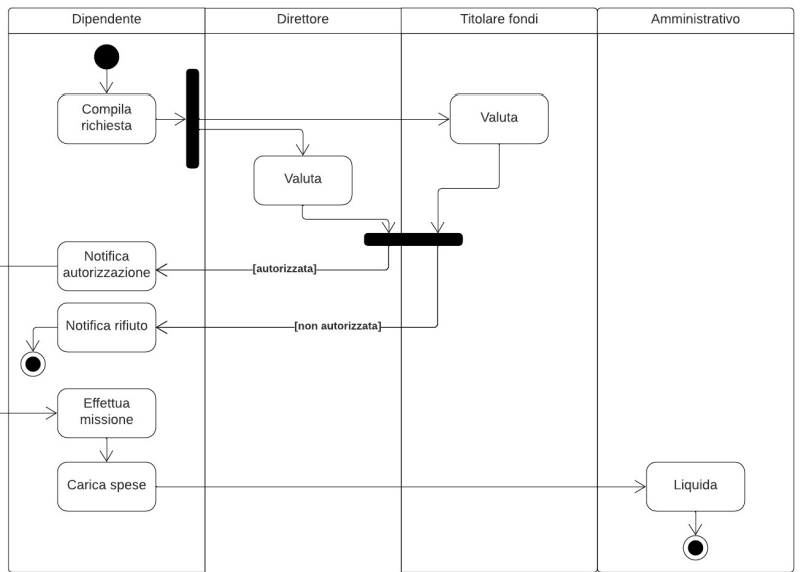 Dipendente
Direttore
Titolare fondi
Amministrativo
Compila
richiesta
Valuta
Valuta
Notifica
autorizzazione
[autorizzata]
Notifica rifiuto
[non autorizzata]
Effettua
missione
Carica spese
Liquida